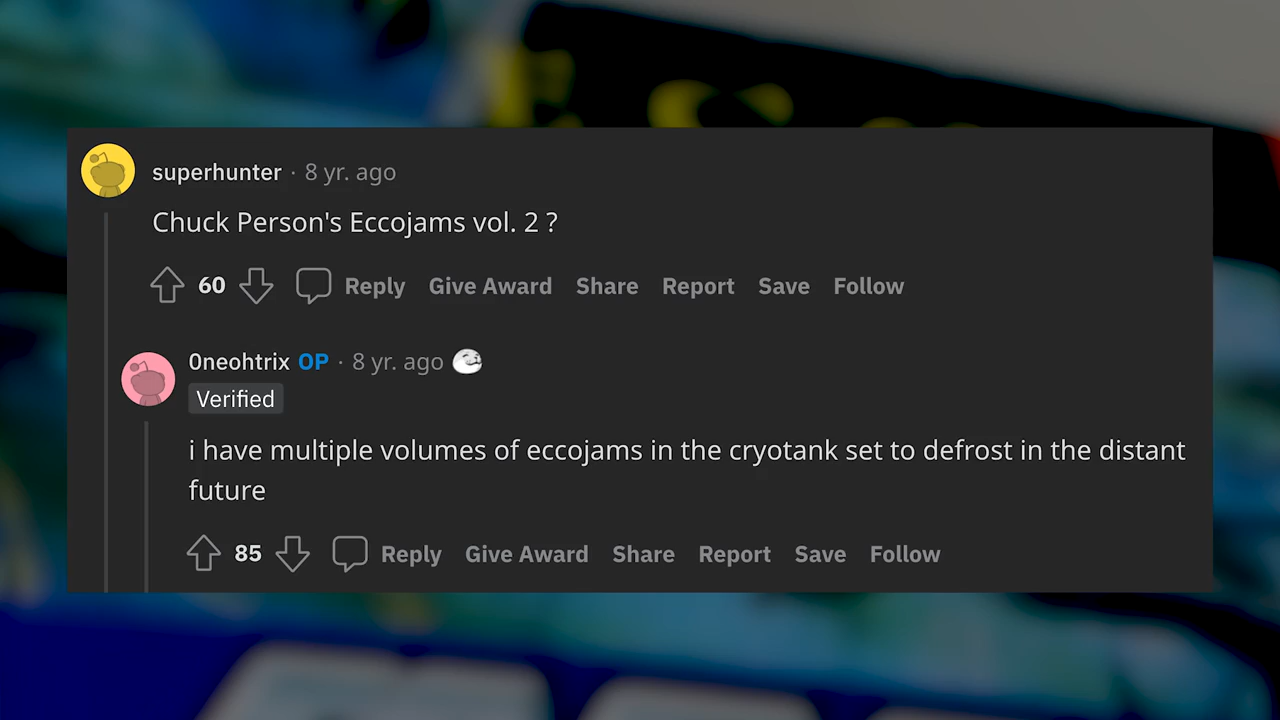 superhunter · 8 yr. ago
Chuck Person's Eccojams vol. 2 ?
60 Reply Give Award Share Report Save Follow
0neohtrix OP · 8 yr. ago
Verified
i have multiple volumes of eccojams in the cryotank set to defrost in the distant
future
85 Reply Give Award Share Report Save Follow